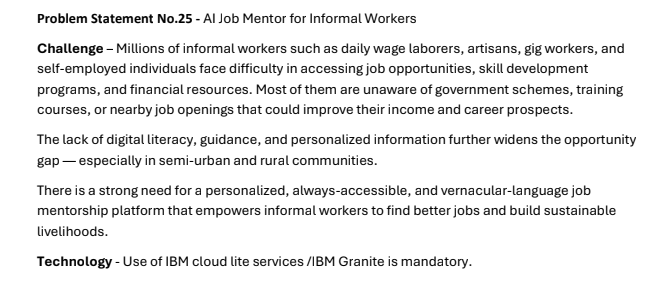 Problem Statement No.25 - AI Job Mentor for Informal Workers
Challenge – Millions of informal workers such as daily wage laborers, artisans, gig workers, and
self-employed individuals face difficulty in accessing job opportunities, skill development
programs, and financial resources. Most of them are unaware of government schemes, training
courses, or nearby job openings that could improve their income and career prospects.
The lack of digital literacy, guidance, and personalized information further widens the opportunity
gap — especially in semi-urban and rural communities.
There is a strong need for a personalized, always-accessible, and vernacular-language job
mentorship platform that empowers informal workers to find better jobs and build sustainable
livelihoods.
Technology - Use of IBM cloud lite services /IBM Granite is mandatory.